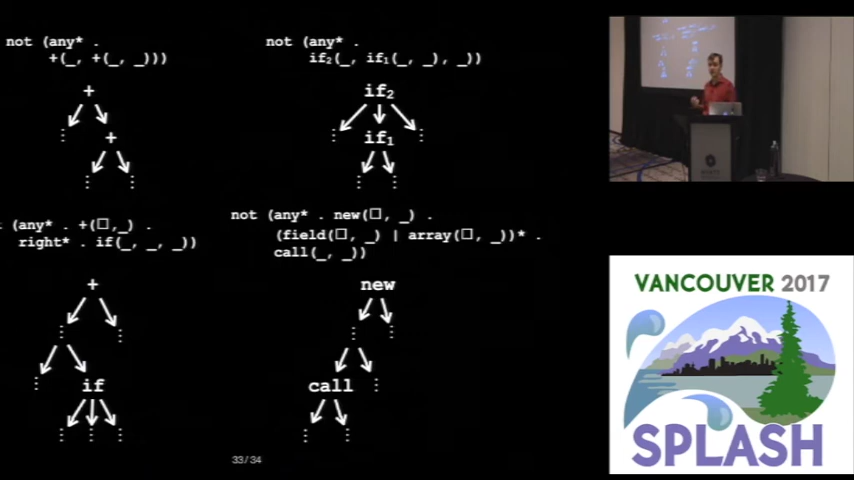 not (any* .
+(_, +(_, _)))
+
+
not (any* .
if₂(_, if₁(_, _), _))
if₂
if₁
(any* . +(□,_) .
right* . if(_, _, _))
+
if
not (any* . new(□, _) .
(field(□, _) | array(□, _))* .
call(_, _))
new
call
33/34
VANCOUVER 2017
SPLASH